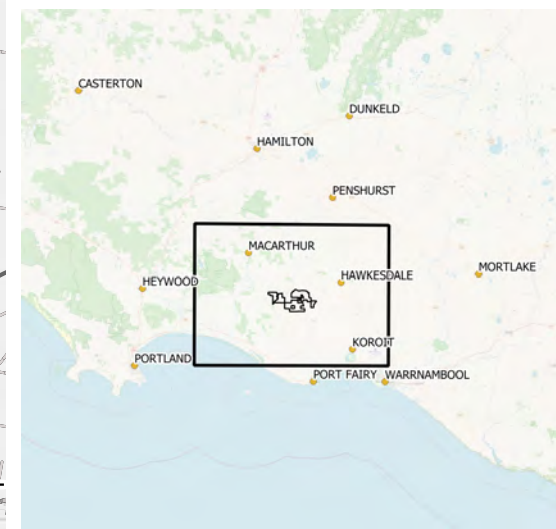 CASTERTON
DUNKELD
HAMILTON
PENSHURST
MACARTHUR
MORTLAKE
HEYWOOD
HAWKESDALE
KOROIT
PORTLAND
PORT FAIRY
WARRNAMBOOL